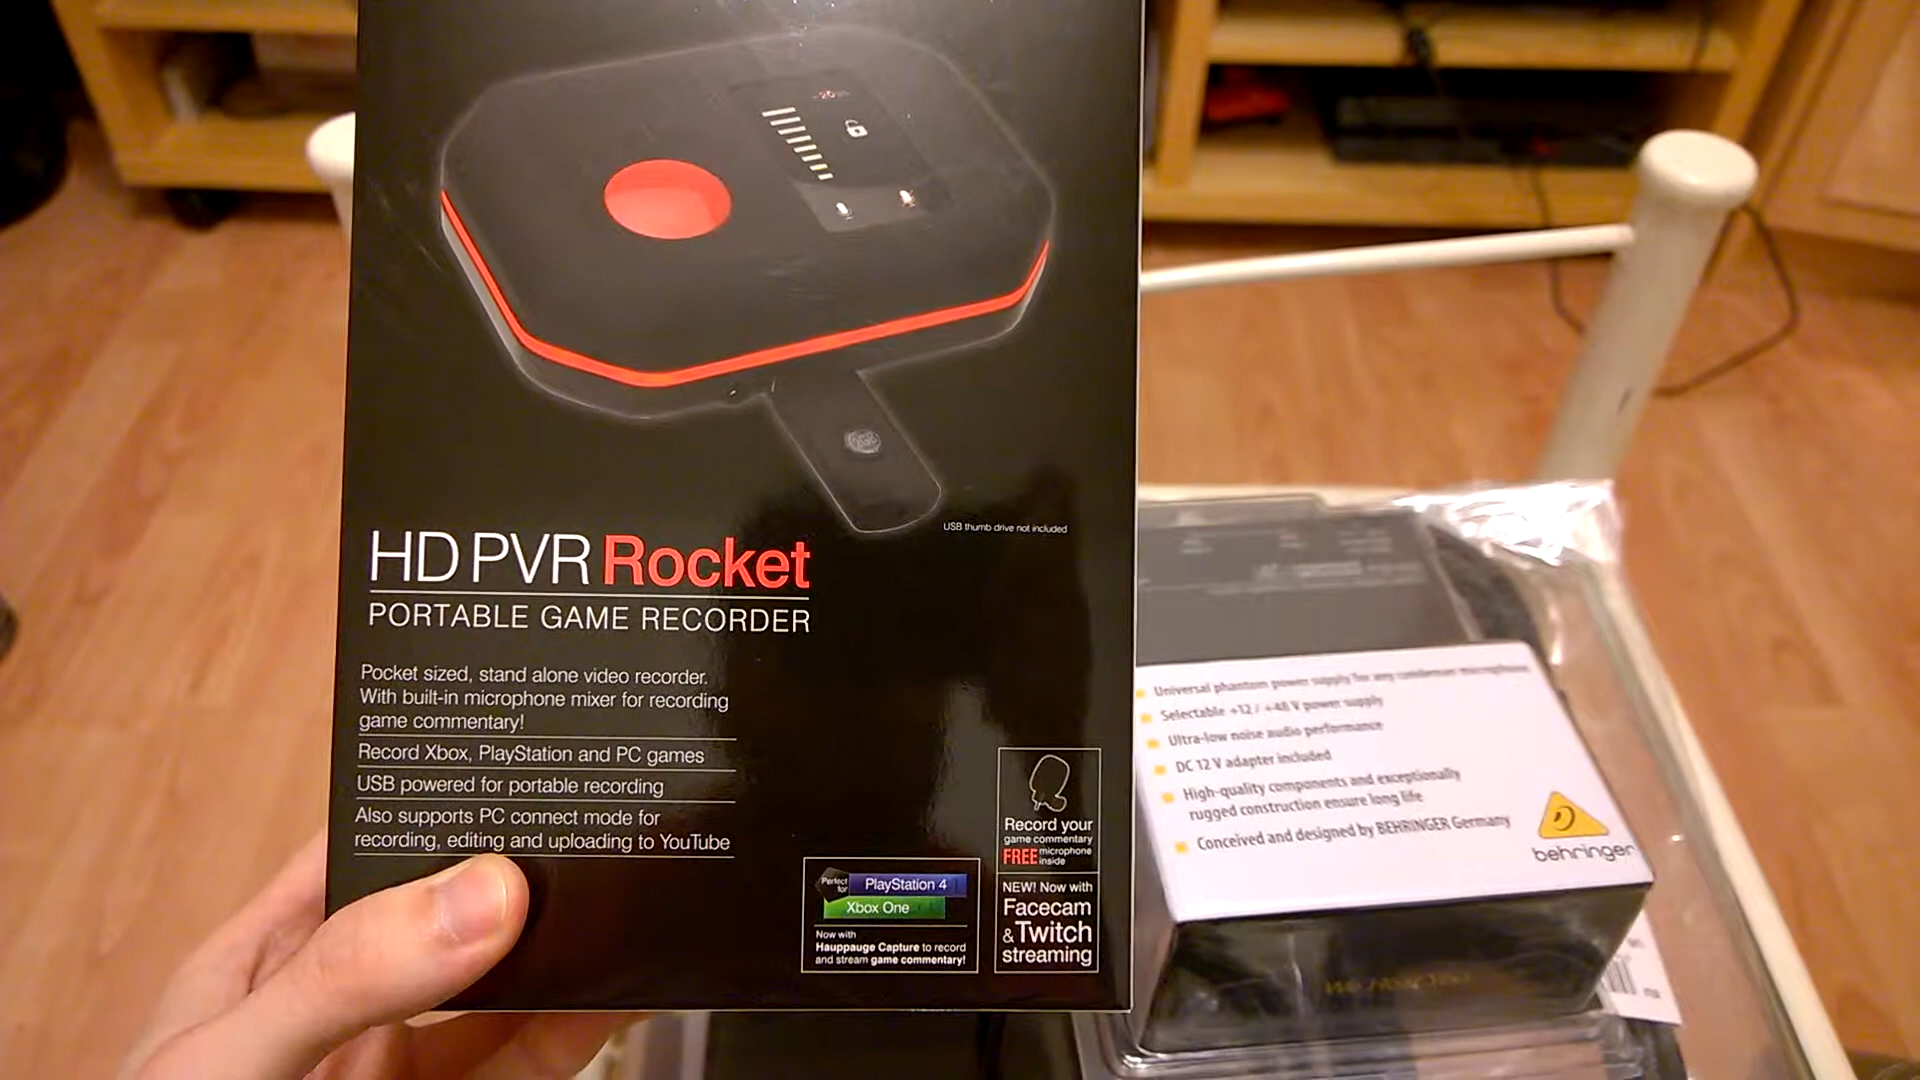 USB thumb drive not included
HD PVR Rocket
PORTABLE GAME RECORDER
Pocket sized, stand alone video recorder.
With built-in microphone mixer for recording
game commentary!
Record Xbox, PlayStation and PC games
USB powered for portable recording
Also supports PC connect mode for
recording, editing and uploading to YouTube
Perfect
for
PlayStation 4
Xbox One
Now with
Hauppauge Capture to record
and stream game commentary!
Record your
game commentary
FREE microphone
inside
NEW! Now with
Facecam
& Twitch
streaming
Universal phantom power supply for any condenser microphone
Selectable +12 / +48 V power supply
Ultra-low noise audio performance
DC 12 V adapter included
High-quality components and exceptionally
rugged construction ensure long life
Conceived and designed by BEHRINGER Germany
behringer
We Hear You